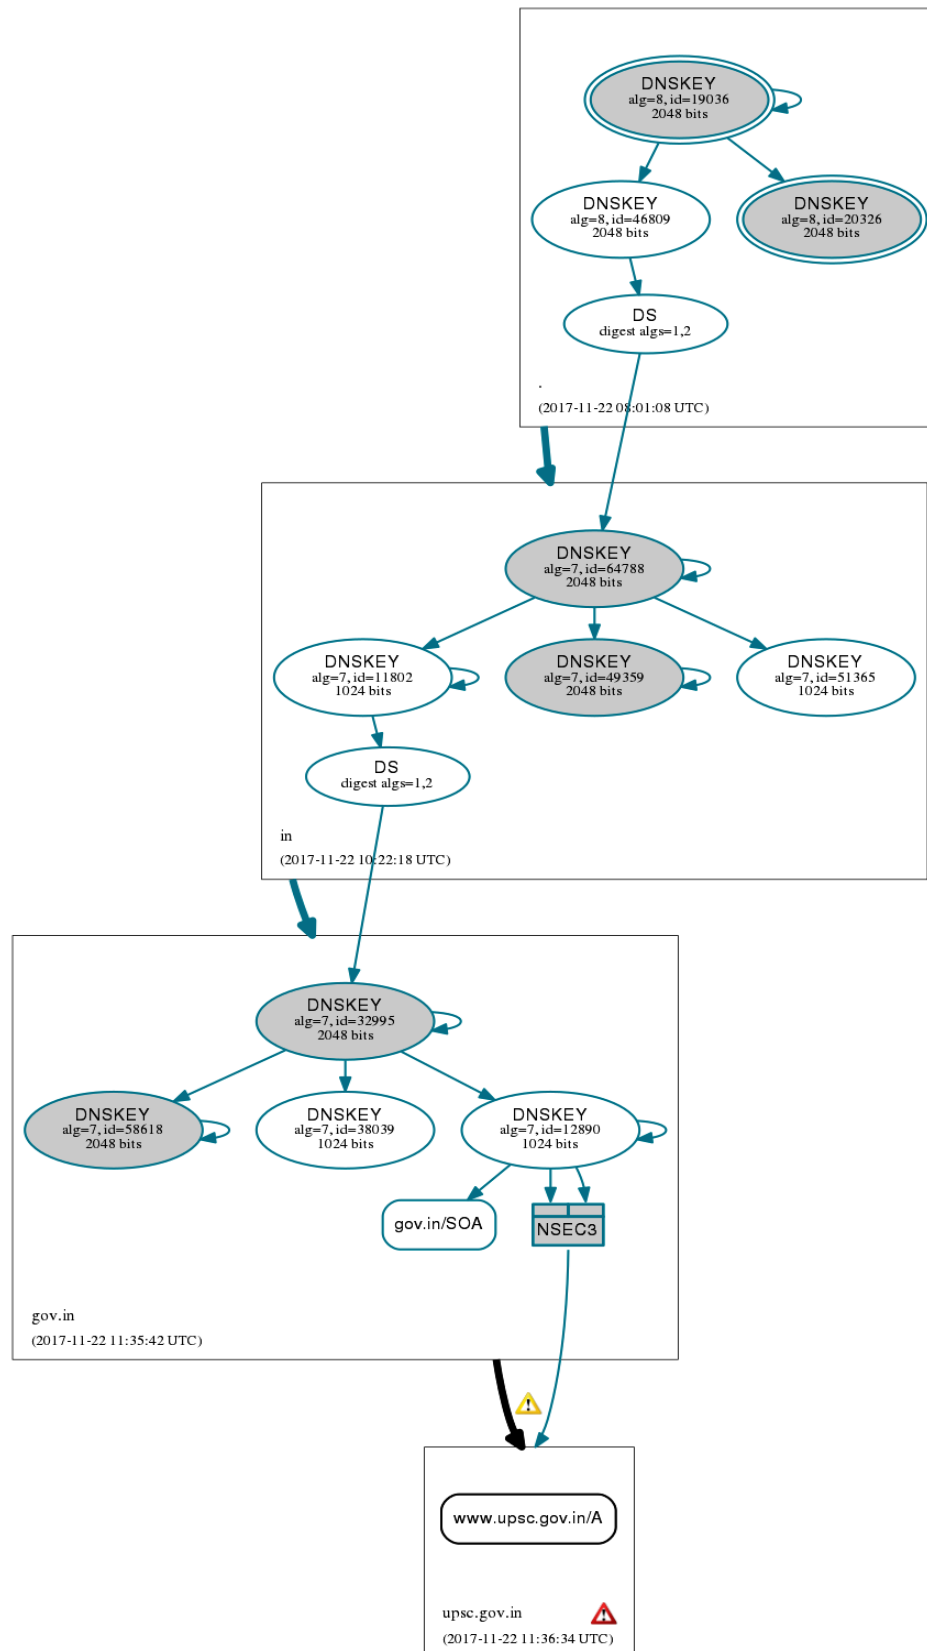 DNSKEY
alg=8, id=19036
2048 bits
DNSKEY
alg=8, id=46809
2048 bits
DNSKEY
alg=8, id=20326
2048 bits
DS
digest algs=1,2
.
(2017-11-22 08:01:08 UTC)
DNSKEY
alg=7, id=64788
2048 bits
DNSKEY
alg=7, id=11802
1024 bits
DNSKEY
alg=7, id=49359
2048 bits
DNSKEY
alg=7, id=51365
1024 bits
DS
digest algs=1,2
in
(2017-11-22 10:22:18 UTC)
DNSKEY
alg=7, id=32995
2048 bits
DNSKEY
alg=7, id=58618
2048 bits
DNSKEY
alg=7, id=38039
1024 bits
DNSKEY
alg=7, id=12890
1024 bits
gov.in/SOA
NSEC3
gov.in
(2017-11-22 11:35:42 UTC)
www.upsc.gov.in/A
upsc.gov.in
(2017-11-22 11:36:34 UTC)